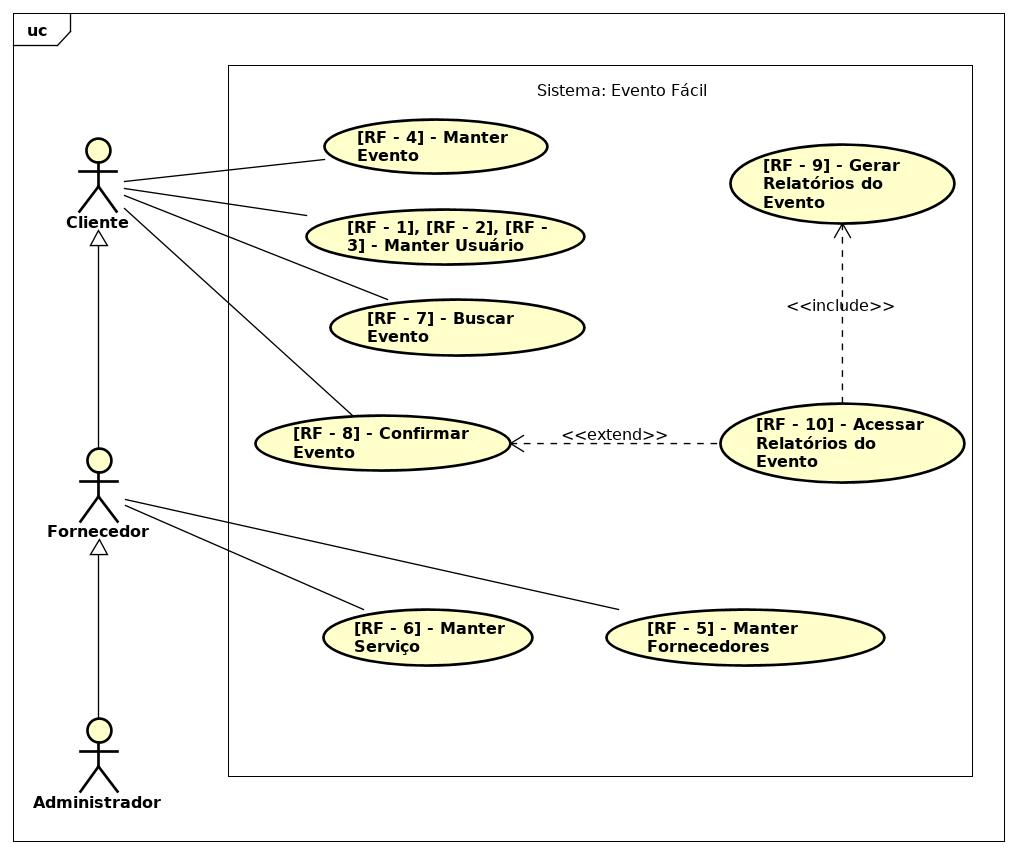 uc
Sistema: Evento Fácil
[RF - 4] - Manter
Evento
[RF - 9] - Gerar
Relatórios do
Evento
Cliente
[RF - 1], [RF - 2], [RF -
3] - Manter Usuário
<<include>>
[RF - 7] - Buscar
Evento
[RF - 8] - Confirmar
Evento
<<extend>>
[RF - 10] - Acessar
Relatórios do
Evento
Fornecedor
[RF - 6] - Manter
Serviço
[RF - 5] - Manter
Fornecedores
Administrador